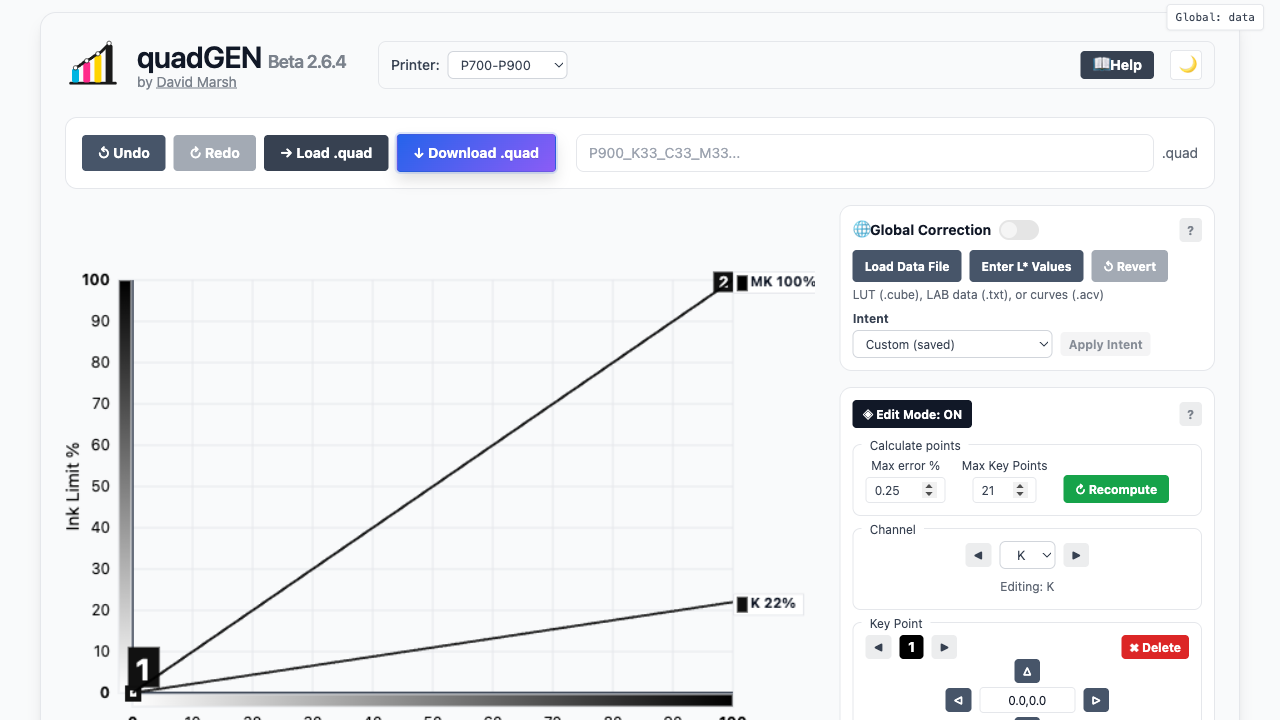 Global: data
quadGEN Beta 2.6.4
by David Marsh
Printer: P700-P900
Help
Undo
Redo
→ Load .quad
↓ Download .quad
P900_K33_C33_M33...
.quad
Global Correction
?
Load Data File
Enter L* Values
Revert
LUT (.cube), LAB data (.txt), or curves (.acv)
Intent
Custom (saved)
Apply Intent
100
90
80
70
60
50
40
30
20
10
0
Ink Limit %
2
MK 100%
K 22%
1
100
◈ Edit Mode: ON
?
Calculate points
Max error %
Max Key Points
0.25
21
Recompute
Channel
◀
K
▶
Editing: K
Key Point
◀
1
▶
✖ Delete
0.0,0.0